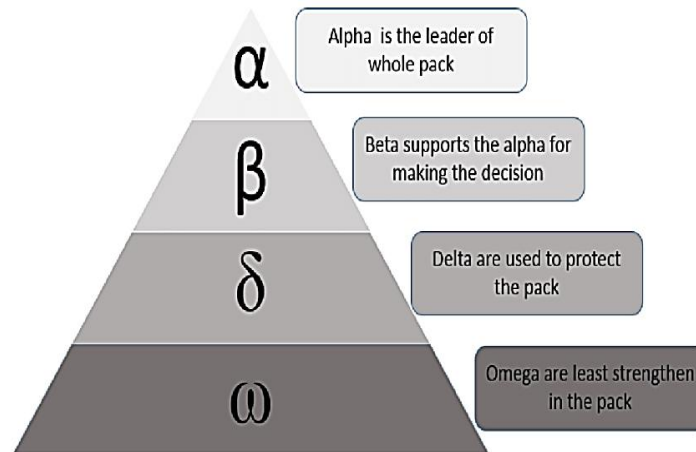 α
Alpha is the leader of
whole pack
β
Beta supports the alpha for
making the decision
δ
Delta are used to protect
the pack
ω
Omega are least strengthen
in the pack